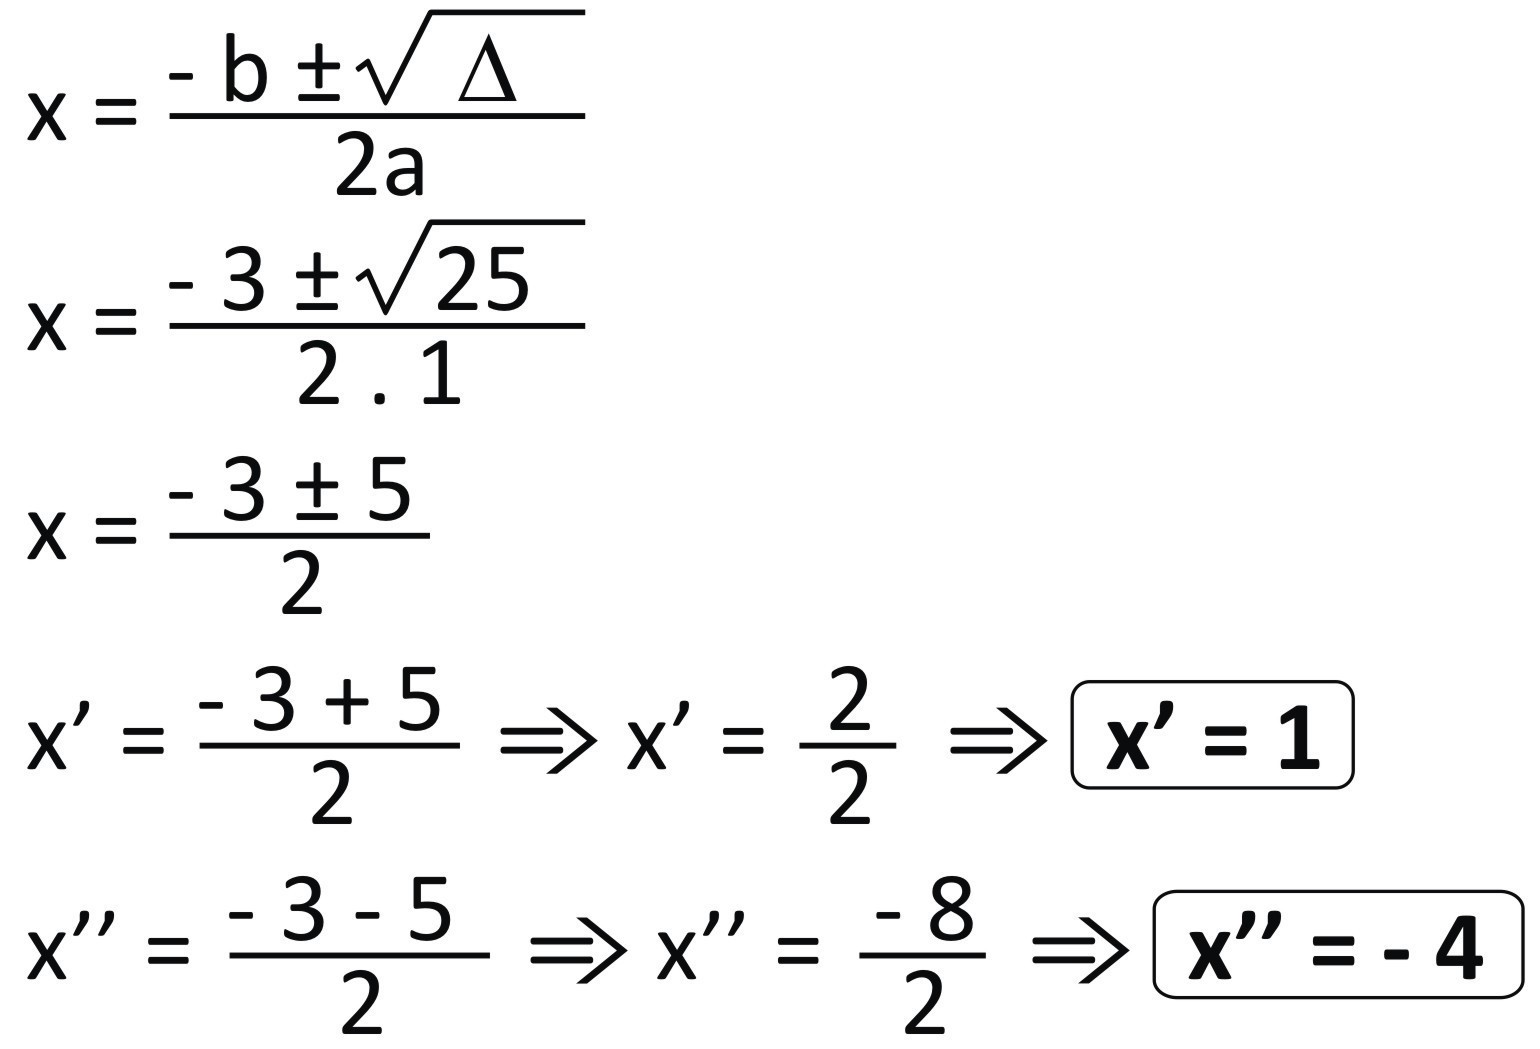 x = - b ± √Δ
2a
x = - 3 ± √25
2 . 1
x = - 3 ± 5
2
x’ = - 3 + 5 ⇒ x’ = 2 ⇒ x’ = 1
2 2
x’’ = - 3 - 5 ⇒ x’’ = - 8 ⇒ x’’ = - 4
2 2